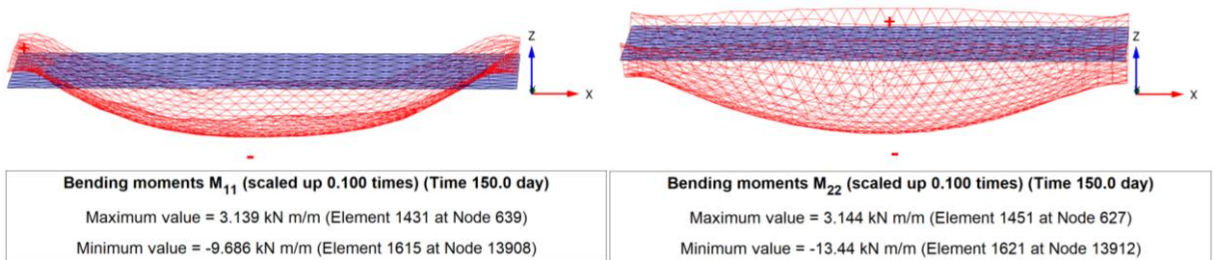 +
Z
X
-
Bending moments M11 (scaled up 0.100 times) (Time 150.0 day)
Maximum value = 3.139 kN m/m (Element 1431 at Node 639)
Minimum value = -9.686 kN m/m (Element 1615 at Node 13908)
+
Z
X
-
Bending moments M22 (scaled up 0.100 times) (Time 150.0 day)
Maximum value = 3.144 kN m/m (Element 1451 at Node 627)
Minimum value = -13.44 kN m/m (Element 1621 at Node 13912)